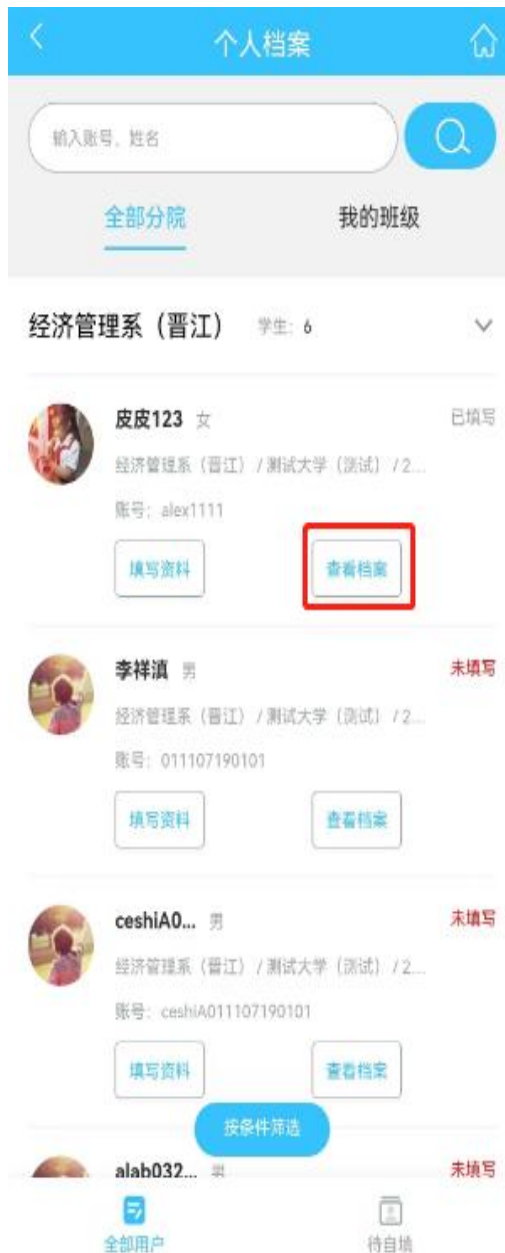 个人档案
输入账号、姓名
全部分院 我的班级
经济管理系（晋江） 学生：6
皮皮123 女 已填写
经济管理系（晋江）/ 测试大学（测试）/ 2...
账号：alex1111
填写资料 查看档案
李祥滇 男 未填写
经济管理系（晋江）/ 测试大学（测试）/ 2...
账号：011107190101
填写资料 查看档案
ceshiA0... 男 未填写
经济管理系（晋江）/ 测试大学（测试）/ 2...
账号：ceshiA011107190101
填写资料 查看档案
按条件筛选
alab032... 男 未填写
全部用户 待自填